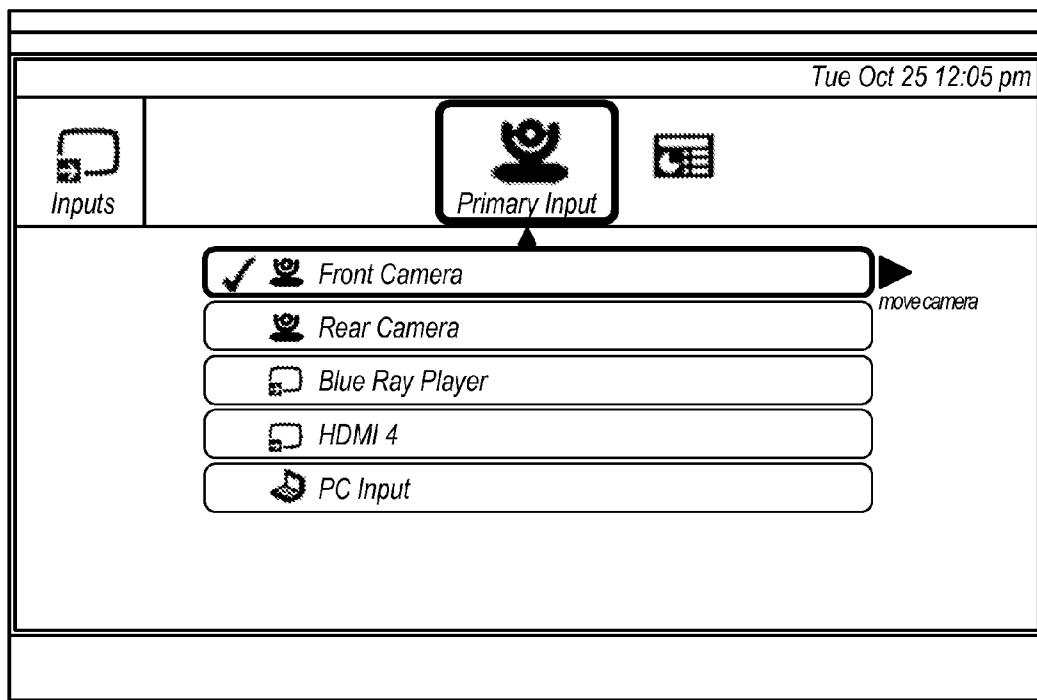 Tue Oct 25 12:05 pm
Inputs
Primary Input
Front Camera
move camera
Rear Camera
Blue Ray Player
HDMI 4
PC Input